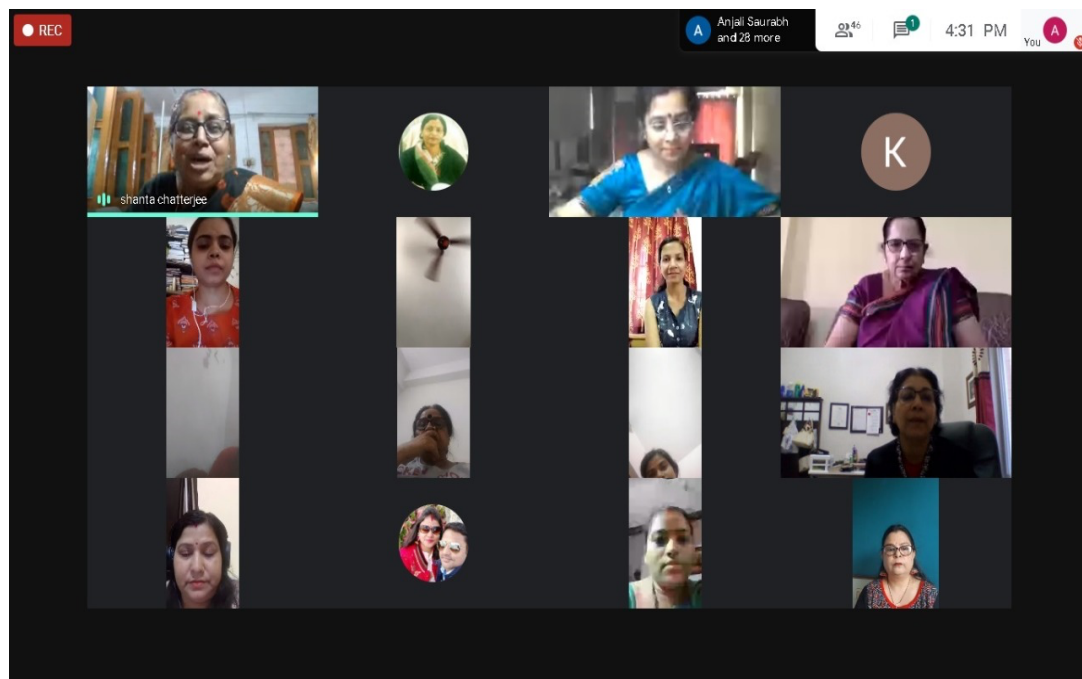 REC
A
Anjali Saurabh
and 28 more
46
1
4:31 PM
You
A
shanta chatterjee
K